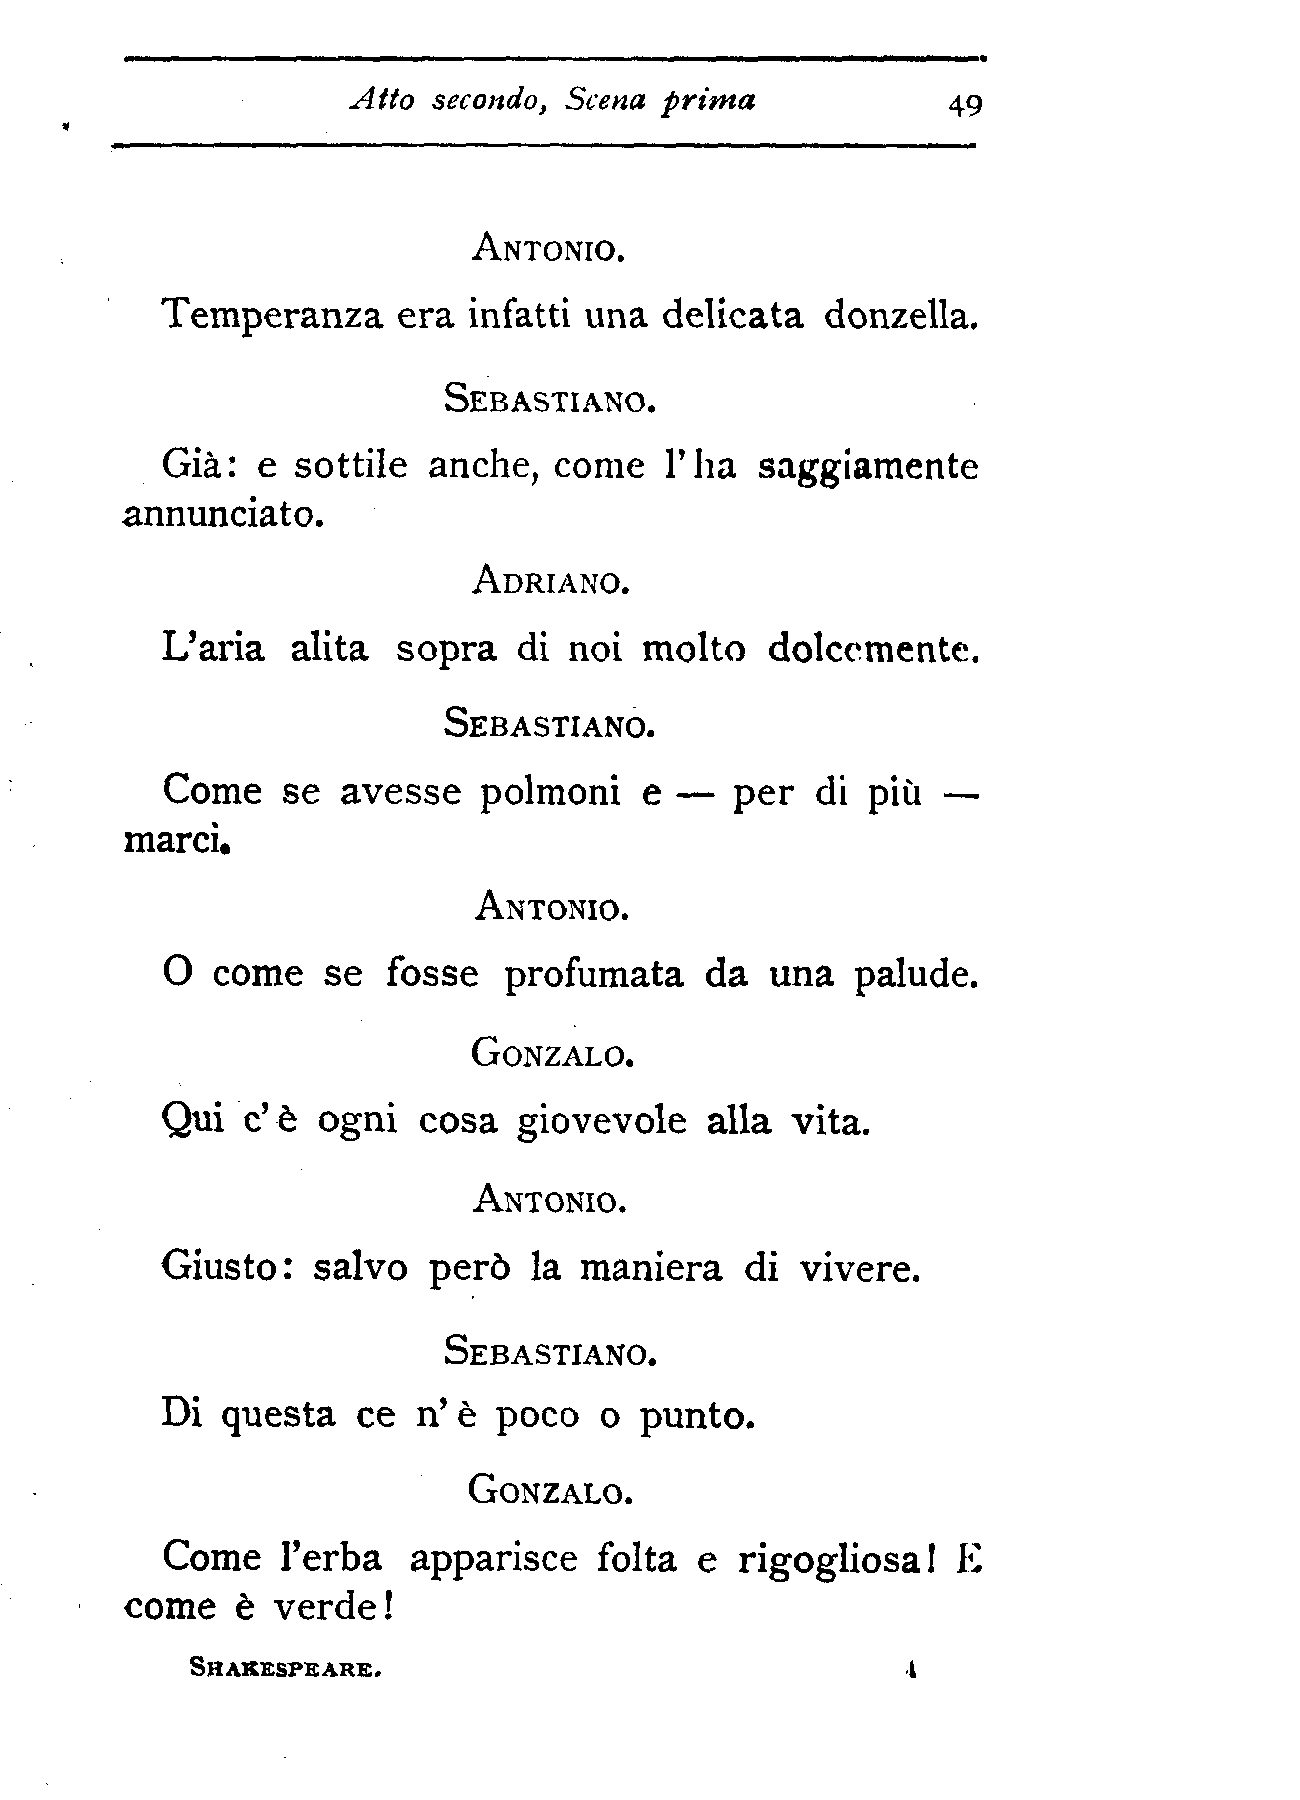 Atto secondo, Scena prima 49
ANTONIO.
Temperanza era infatti una delicata donzella.
SEBASTIANO.
Già: e sottile anche, come l'ha saggiamente
annunciato.
ADRIANO.
L'aria alita sopra di noi molto dolcemente.
SEBASTIANO.
Come se avesse polmoni e — per di più —
marci.
ANTONIO.
O come se fosse profumata da una palude.
GONZALO.
Qui c'è ogni cosa giovevole alla vita.
ANTONIO.
Giusto: salvo però la maniera di vivere.
SEBASTIANO.
Di questa ce n'è poco o punto.
GONZALO.
Come l'erba apparisce folta e rigogliosa! E
come è verde!
SHAKESPEARE.